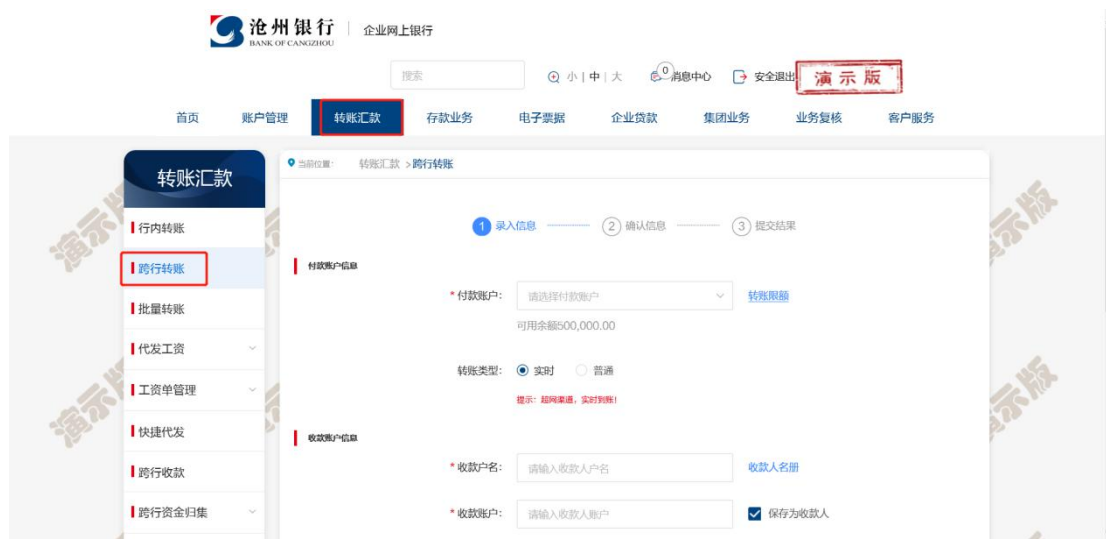 沧州银行 企业网上银行
BANK OF CANGZHOU
搜索 小 | 中 | 大 0 消息中心 安全退出 演示版
首页 账户管理 转账汇款 存款业务 电子票据 企业贷款 集团业务 业务复核 客户服务
转账汇款
行内转账
跨行转账
批量转账
代发工资
工资单管理
快捷代发
跨行收款
跨行资金归集
当前位置: 转账汇款 >跨行转账
1 录入信息 2 确认信息 3 提交结果
付款账户信息
*付款账户: 请选择付款账户 转账限额
可用余额500,000.00
转账类型: 实时 普通
提示: 超网渠道, 实时到账!
收款账户信息
*收款户名: 请输入收款人户名 收款人名册
*收款账户: 请输入收款人账户 保存为收款人
演示版
演示版
演示版
演示版